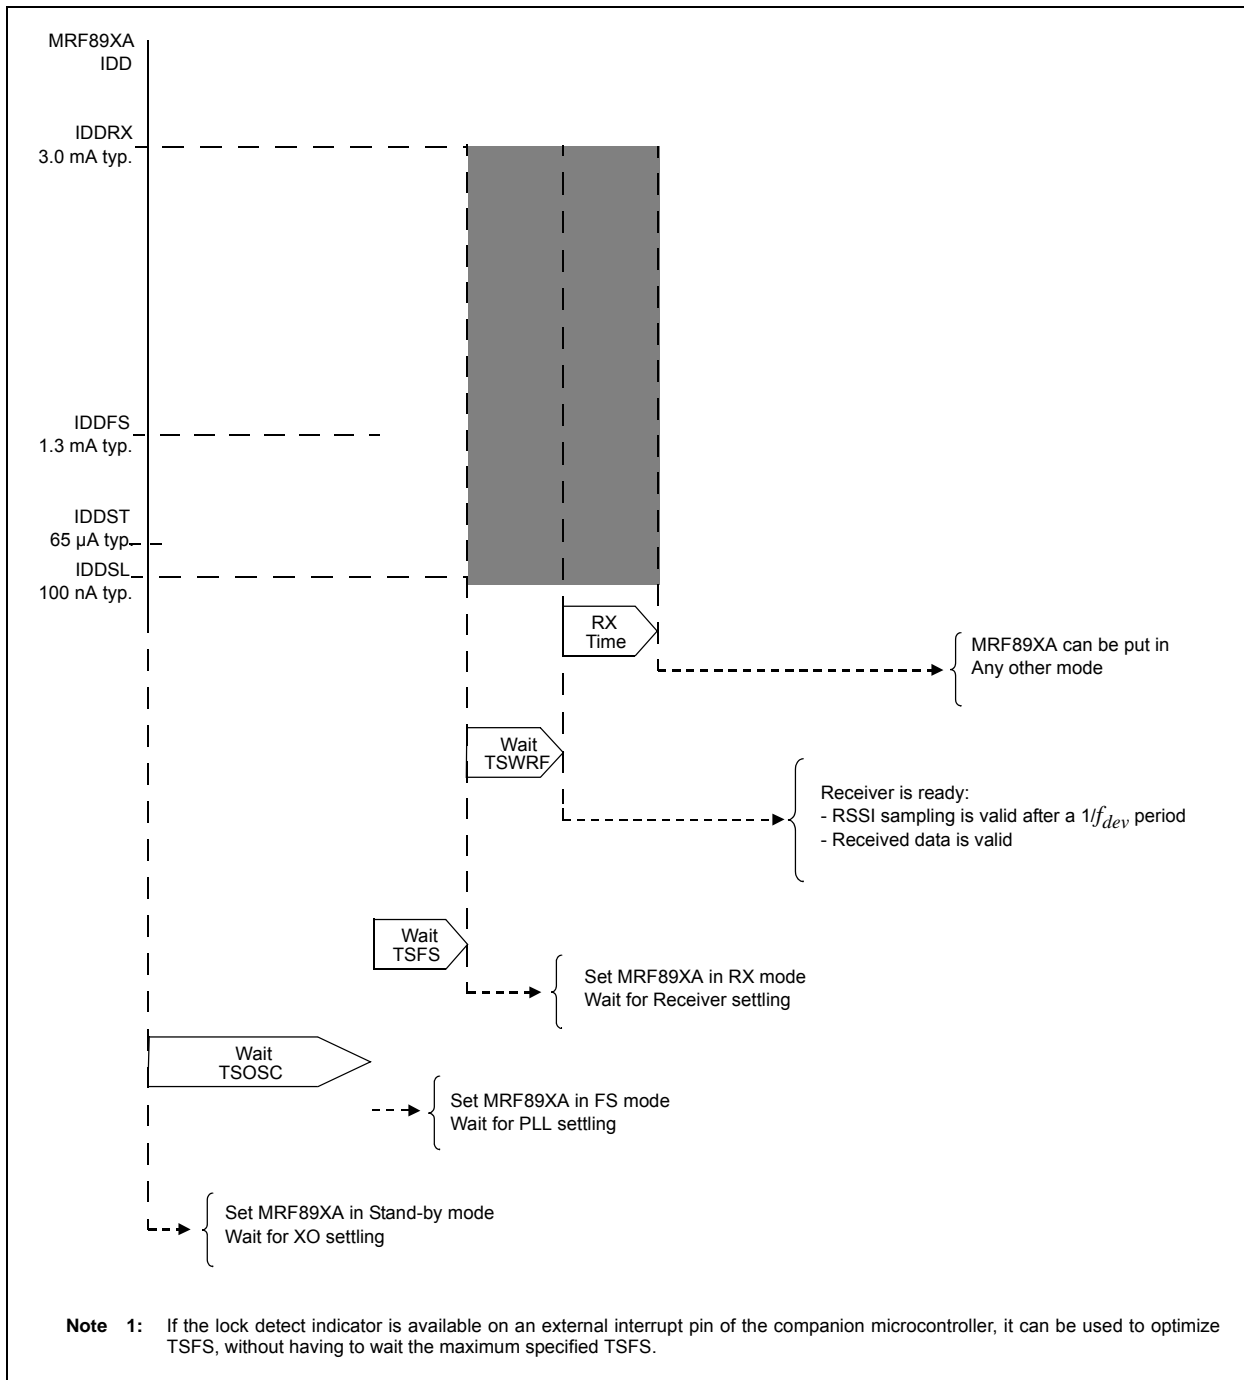 MRF89XA
IDD
IDDRX
3.0 mA typ.
IDDFS
1.3 mA typ.
IDDST
65 µA typ.
IDDSL
100 nA typ.
RX
Time
MRF89XA can be put in
Any other mode
Wait
TSWRF
Receiver is ready:
- RSSI sampling is valid after a 1/f_dev period
- Received data is valid
Wait
TSFS
Set MRF89XA in RX mode
Wait for Receiver settling
Wait
TSOSC
Set MRF89XA in FS mode
Wait for PLL settling
Set MRF89XA in Stand-by mode
Wait for XO settling
Note 1: If the lock detect indicator is available on an external interrupt pin of the companion microcontroller, it can be used to optimize
TSFS, without having to wait the maximum specified TSFS.